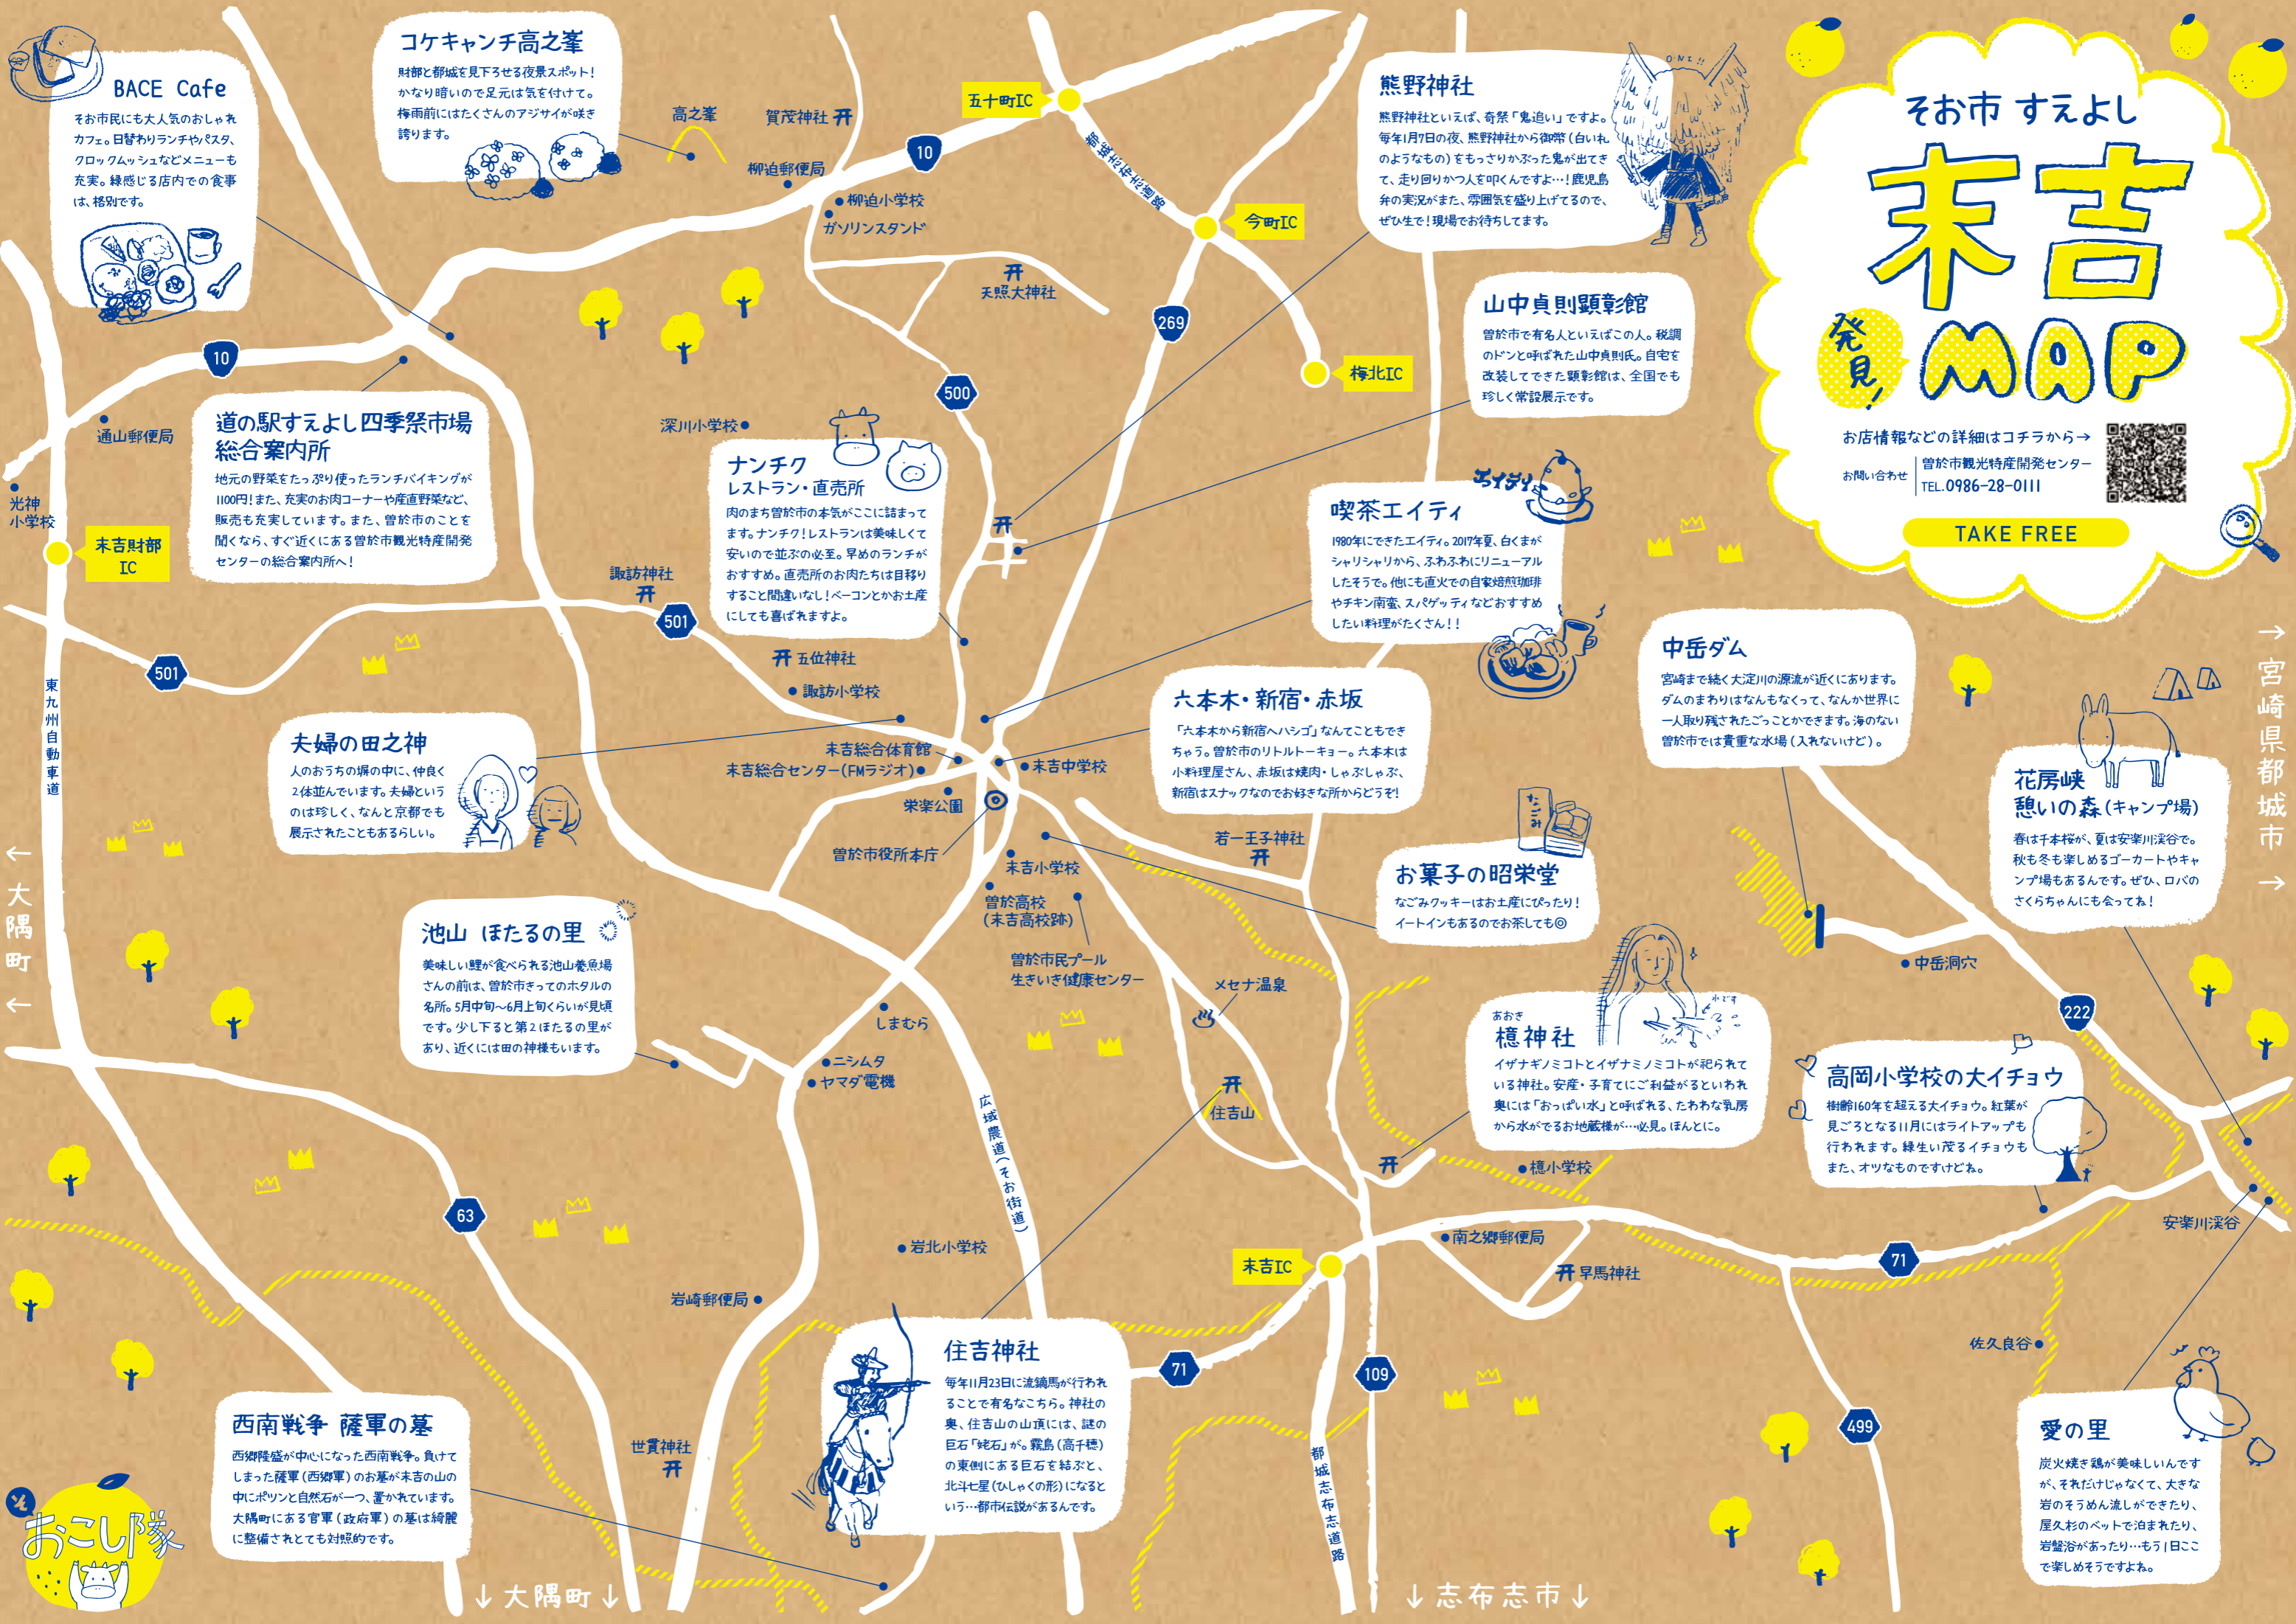 そお市 すえよし
末吉
発見!
MAP
お店情報などの詳細はコチラから→
お問い合わせ
曽於市観光特産開発センター
TEL.0986-28-0111
TAKE FREE
BACE Cafe
そお市民にも大人気のおしゃれ
カフェ。日替わりランチやパスタ、
クロックムッシュなどメニューも
充実。緑感じる店内での食事
は、格別です。
コケキャンチ高之峯
財部と都城を見下ろせる夜景スポット!
かなり暗いので足元は気を付けて。
梅雨前にはたくさんのアジサイが咲き
誇ります。
高之峯
賀茂神社
柳迫郵便局
柳迫小学校
ガソリンスタンド
10
五十町IC
都城志布志道路
今町IC
天照大神社
269
梅北IC
熊野神社
熊野神社といえば、奇祭「鬼追い」ですよ。
毎年1月7日の夜、熊野神社から御幣(白いれ
のようなもの)をもっさりかぶった鬼が出てき
て、走り回りかつ人を叩くんですよ…!鹿児島
弁の実況がまた、雰囲気を盛り上げてるので、
ぜひ生で!現場でお待ちしてます。
ONI!!
山中貞則顕彰館
曽於市で有名人といえばこの人。税調
のドンと呼ばれた山中貞則氏。自宅を
改装してできた顕彰館は、全国でも
珍しく常設展示です。
10
通山郵便局
光神
小学校
末吉財部
IC
道の駅すえよし四季祭市場
総合案内所
地元の野菜をたっぷり使ったランチバイキングが
1100円!また、充実のお肉コーナーや産直野菜など、
販売も充実しています。また、曽於市のことを
聞くなら、すぐ近くにある曽於市観光特産開発
センターの総合案内所へ!
500
深川小学校
ナンチク
レストラン・直売所
肉のまち曽於市の本気がここに詰まって
ます。ナンチク!レストランは美味しくて
安いので並ぶの必至。早めのランチが
おすすめ。直売所のお肉たちは目移り
すること間違いなし!ベーコンとかお土産
にしても喜ばれますよ。
エイティ
喫茶エイティ
1980年にできたエイティ。2017年夏、白くまが
シャリシャリから、ふわふわにリニューアル
したそうで。他にも直火での自家焙煎珈琲
やチキン南蛮、スパゲッティなどおすすめ
したい料理がたくさん!!
諏訪神社
501
501
五位神社
諏訪小学校
東九州自動車道
夫婦の田之神
人のおうちの塀の中に、仲良く
2体並んでいます。夫婦という
のは珍しく、なんと京都でも
展示されたこともあるらしい。
末吉総合体育館
末吉総合センター(FMラジオ)
末吉中学校
栄楽公園
曽於市役所本庁
末吉小学校
曽於高校
(末吉高校跡)
曽於市民プール
生きいき健康センター
六本木・新宿・赤坂
「六本木から新宿へハシゴ」なんてこともでき
ちゃう。曽於市のリトルトーキョー。六本木は
小料理屋さん、赤坂は焼肉・しゃぶしゃぶ、
新宿はスナックなのでお好きな所からどうぞ!
若一王子神社
中岳ダム
宮崎まで続く大淀川の源流が近くにあります。
ダムのまわりはなんもなくって、なんか世界に
一人取り残されたごっことかできます。海のない
曽於市では貴重な水場(入れないけど)。
→宮崎県都城市→
花房峡
憩いの森(キャンプ場)
春は千本桜が、夏は安楽川渓谷で。
秋も冬も楽しめるゴーカートやキャ
ンプ場もあるんです。ぜひ、ロバの
さくらちゃんにも会ってね!
なごみ
お菓子の昭栄堂
なごみクッキーはお土産にぴったり!
イートインもあるのでお茶しても◎
中岳洞穴
222
←大隅町←
池山 ほたるの里
美味しい鯉が食べられる池山養魚場
さんの前は、曽於市きってのホタルの
名所。5月中旬〜6月上旬くらいが見頃
です。少し下ると第2ほたるの里が
あり、近くには田の神様もいます。
しまむら
ニシムタ
ヤマダ電機
メセナ温泉
住吉山
広域農道(そお街道)
水です
あおき
檍神社
イザナギノミコトとイザナミノミコトが祀られて
いる神社。安産・子育てにご利益がるといわれ
奥には「おっぱい水」と呼ばれる、たわわな乳房
から水がでるお地蔵様が…必見。ほんとに。
檍小学校
高岡小学校の大イチョウ
樹齢160年を超える大イチョウ。紅葉が
見ごろとなる11月にはライトアップも
行われます。緑生い茂るイチョウも
また、オツなものですけどね。
安楽川渓谷
63
岩北小学校
岩崎郵便局
末吉IC
南之郷郵便局
早馬神社
71
佐久良谷
住吉神社
毎年11月23日に流鏑馬が行われ
ることで有名なこちら。神社の
奥、住吉山の山頂には、謎の
巨石「姥石」が。霧島(高千穂)
の東側にある巨石を結ぶと、
北斗七星(ひしゃくの形)になると
いう…都市伝説があるんです。
71
109
都城志布志道路
499
愛の里
炭火焼き鶏が美味しいんです
が、それだけじゃなくて、大きな
岩のそうめん流しができたり、
屋久杉のベットで泊まれたり、
岩盤浴があったり…もう1日ここ
で楽しめそうですよね。
西南戦争 薩軍の墓
西郷隆盛が中心になった西南戦争。負けて
しまった薩軍(西郷軍)のお墓が末吉の山の
中にポツンと自然石が一つ、置かれています。
大隅町にある官軍(政府軍)の墓は綺麗
に整備されとても対照的です。
世貫神社
おこし隊
↓大隅町↓
↓志布志市↓